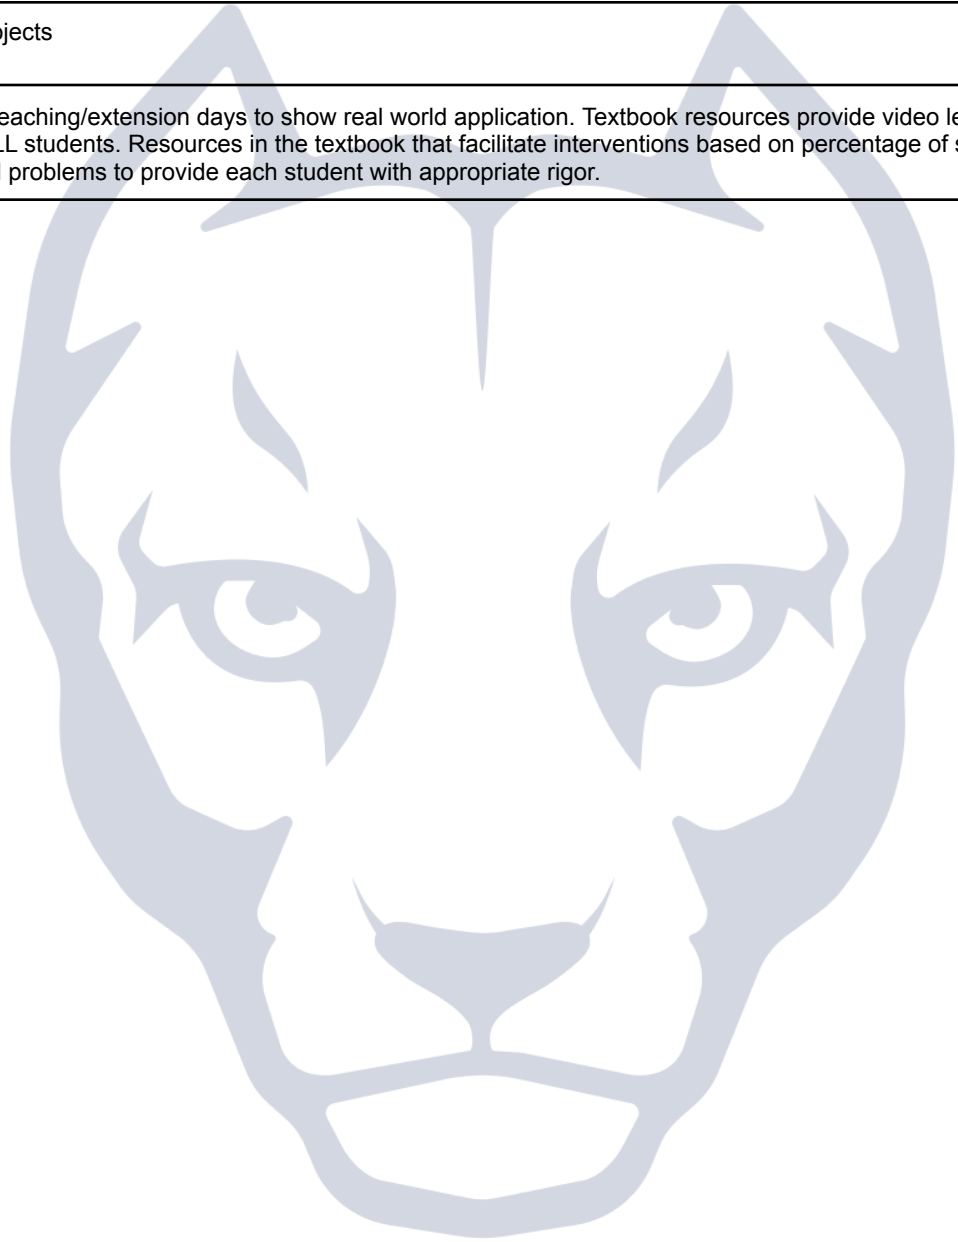 jects
eaching/extension days to show real world application. Textbook resources provide video le
LL students. Resources in the textbook that facilitate interventions based on percentage of s
problems to provide each student with appropriate rigor.